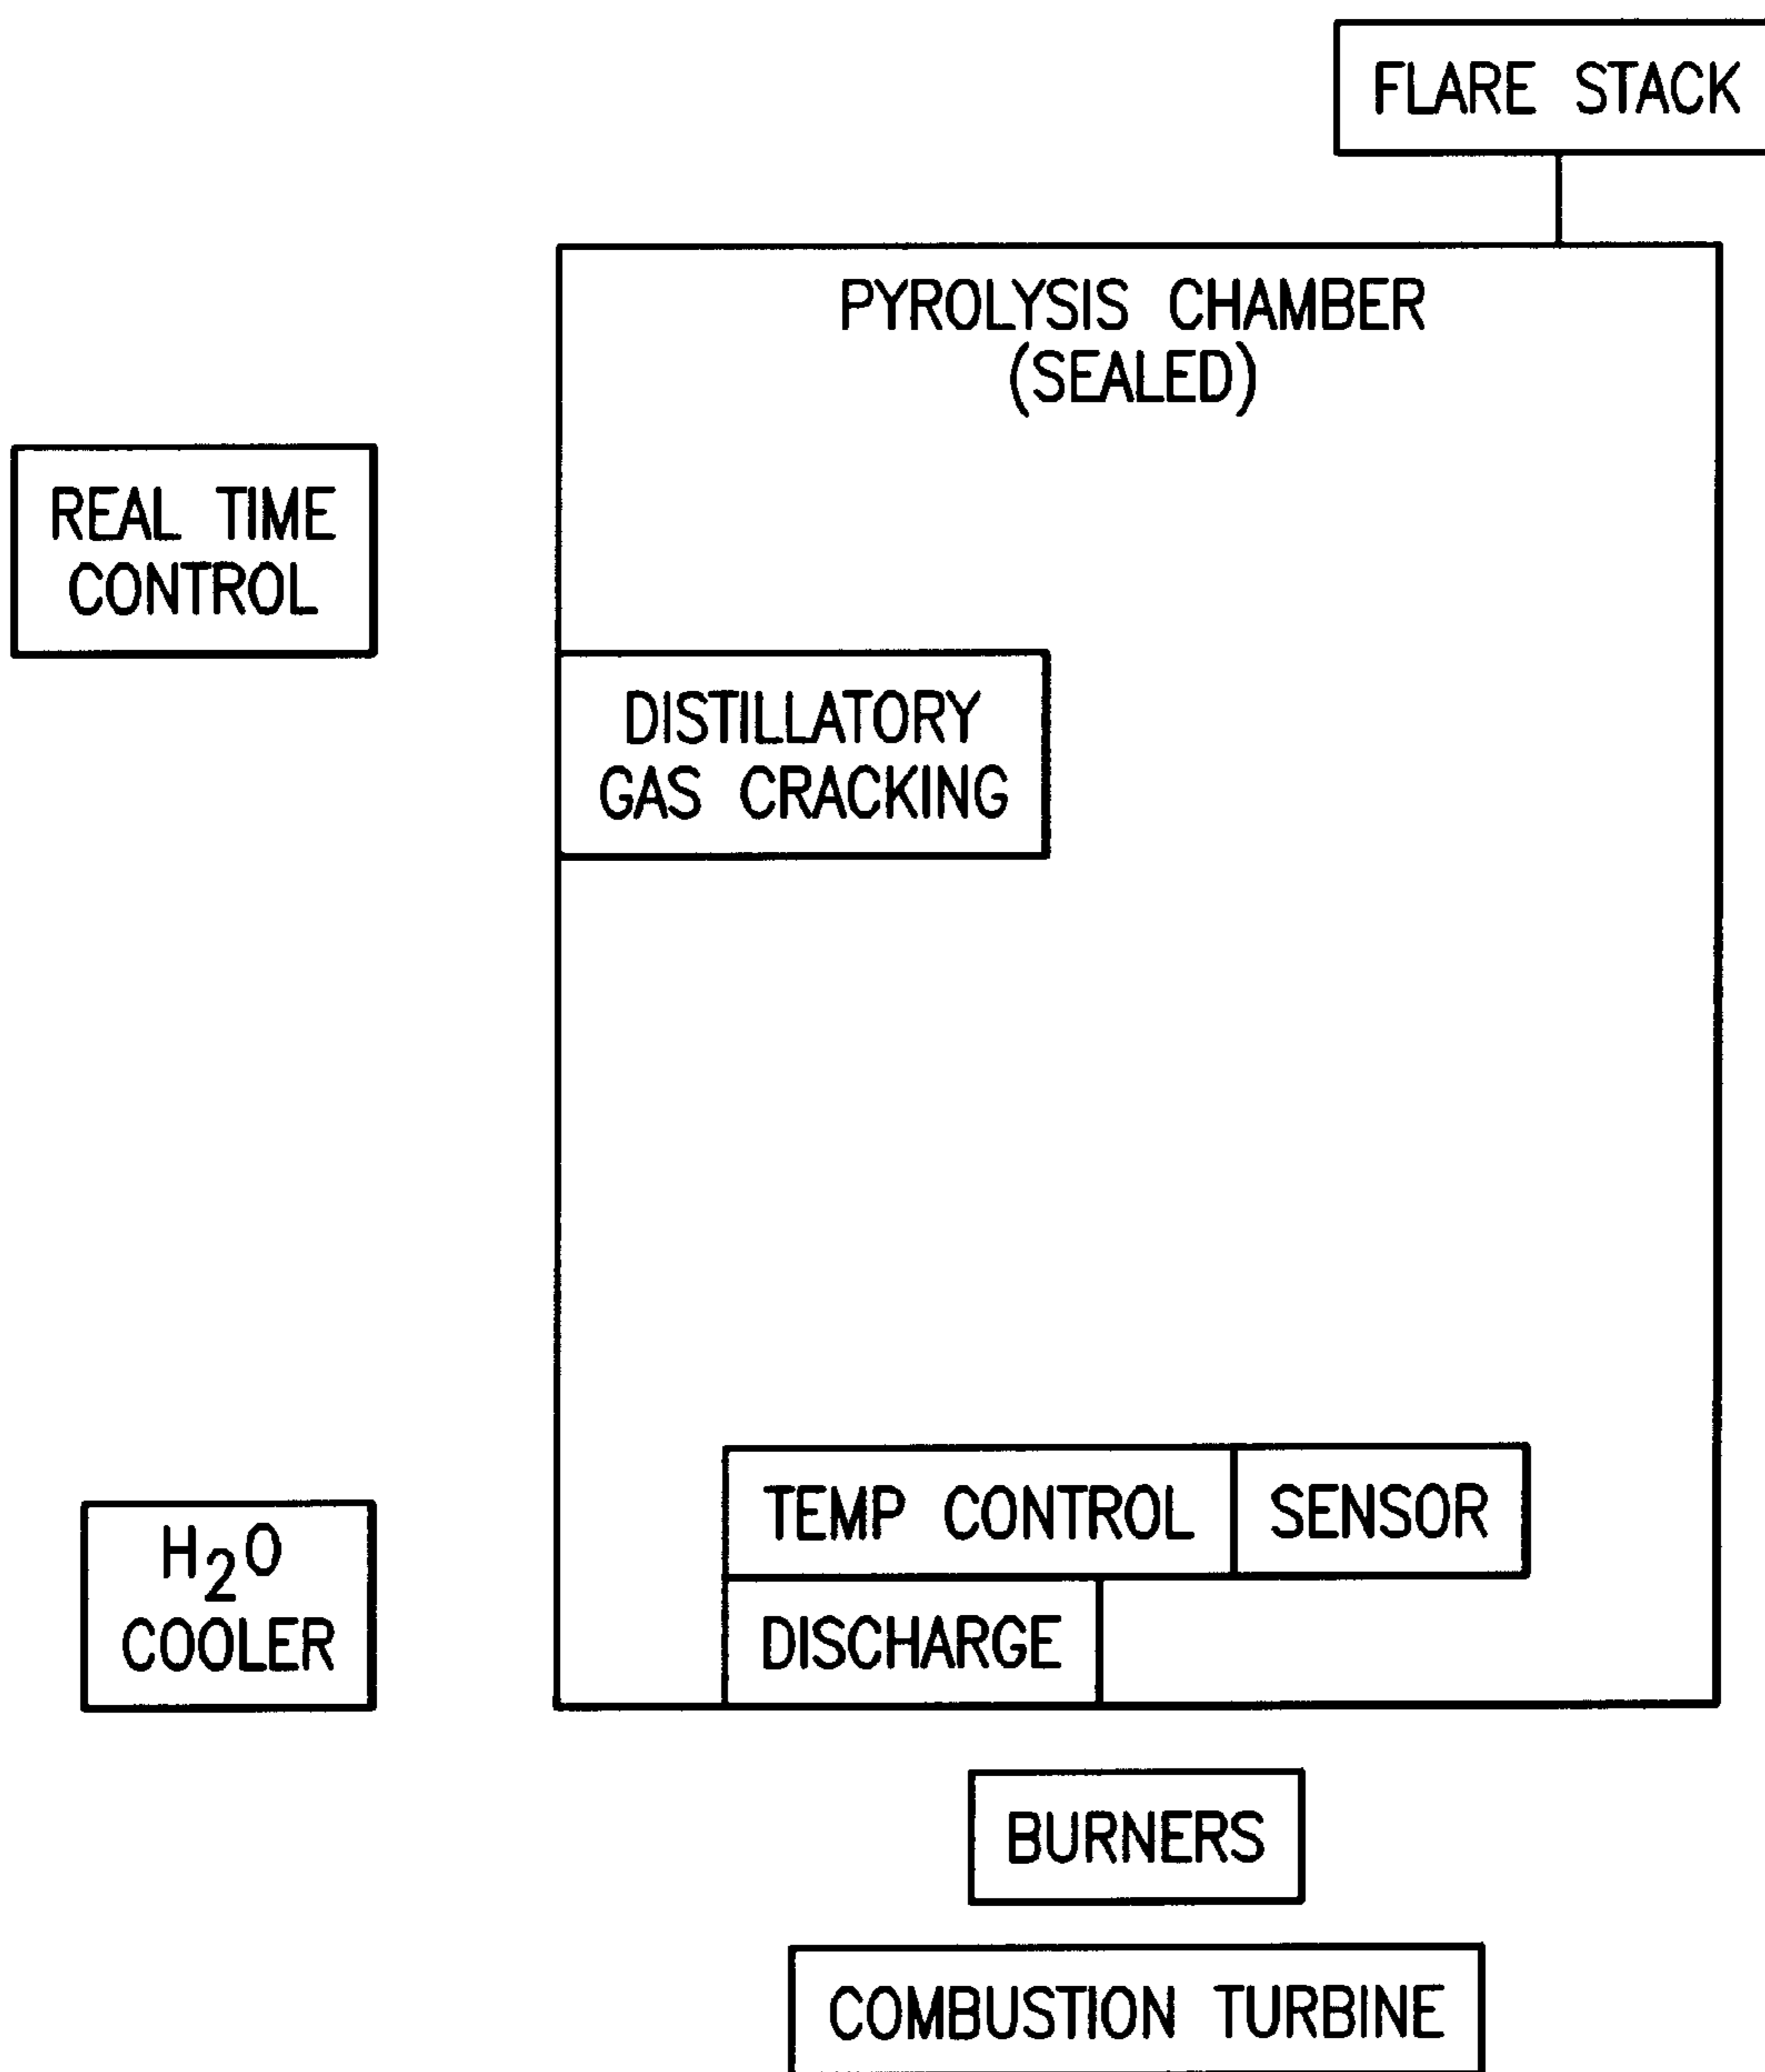 FLARE STACK
PYROLYSIS CHAMBER
(SEALED)
REAL TIME
CONTROL
DISTILLATORY
GAS CRACKING
TEMP CONTROL
SENSOR
H₂O
COOLER
DISCHARGE
BURNERS
COMBUSTION TURBINE